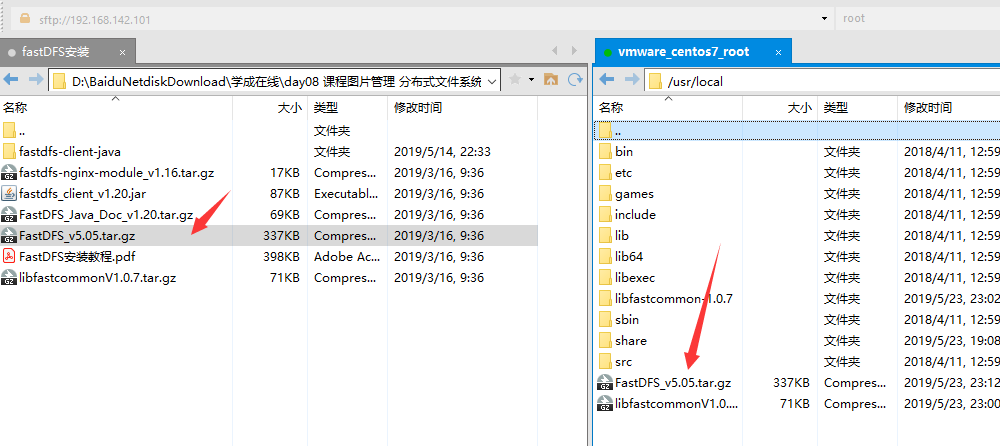 sftp://192.168.142.101 root
fastDFS安装 ×
D:\BaiduNetdiskDownload\学成在线\day08 课程图片管理 分布式文件系统
名称 大小 类型 修改时间
.. 文件夹
fastdfs-client-java 文件夹 2019/5/14, 22:33
fastdfs-nginx-module_v1.16.tar.gz 17KB Compres... 2019/3/16, 9:36
fastdfs_client_v1.20.jar 87KB Executabl... 2019/3/16, 9:36
FastDFS_Java_Doc_v1.20.tar.gz 69KB Compres... 2019/3/16, 9:36
FastDFS_v5.05.tar.gz 337KB Compres... 2019/3/16, 9:36
FastDFS安装教程.pdf 398KB Adobe Ac... 2019/3/16, 9:36
libfastcommonV1.0.7.tar.gz 71KB Compres... 2019/3/16, 9:36
vmware_centos7_root ×
/usr/local
名称 大小 类型 修改时间
..
bin 文件夹 2018/4/11, 12:59
etc 文件夹 2018/4/11, 12:59
games 文件夹 2018/4/11, 12:59
include 文件夹 2018/4/11, 12:59
lib 文件夹 2018/4/11, 12:59
lib64 文件夹 2018/4/11, 12:59
libexec 文件夹 2018/4/11, 12:59
libfastcommon-1.0.7 文件夹 2019/5/23, 23:02
sbin 文件夹 2018/4/11, 12:59
share 文件夹 2019/5/23, 19:08
src 文件夹 2018/4/11, 12:59
FastDFS_v5.05.tar.gz 337KB Compres... 2019/5/23, 23:12
libfastcommonV1.0.... 71KB Compres... 2019/5/23, 23:00